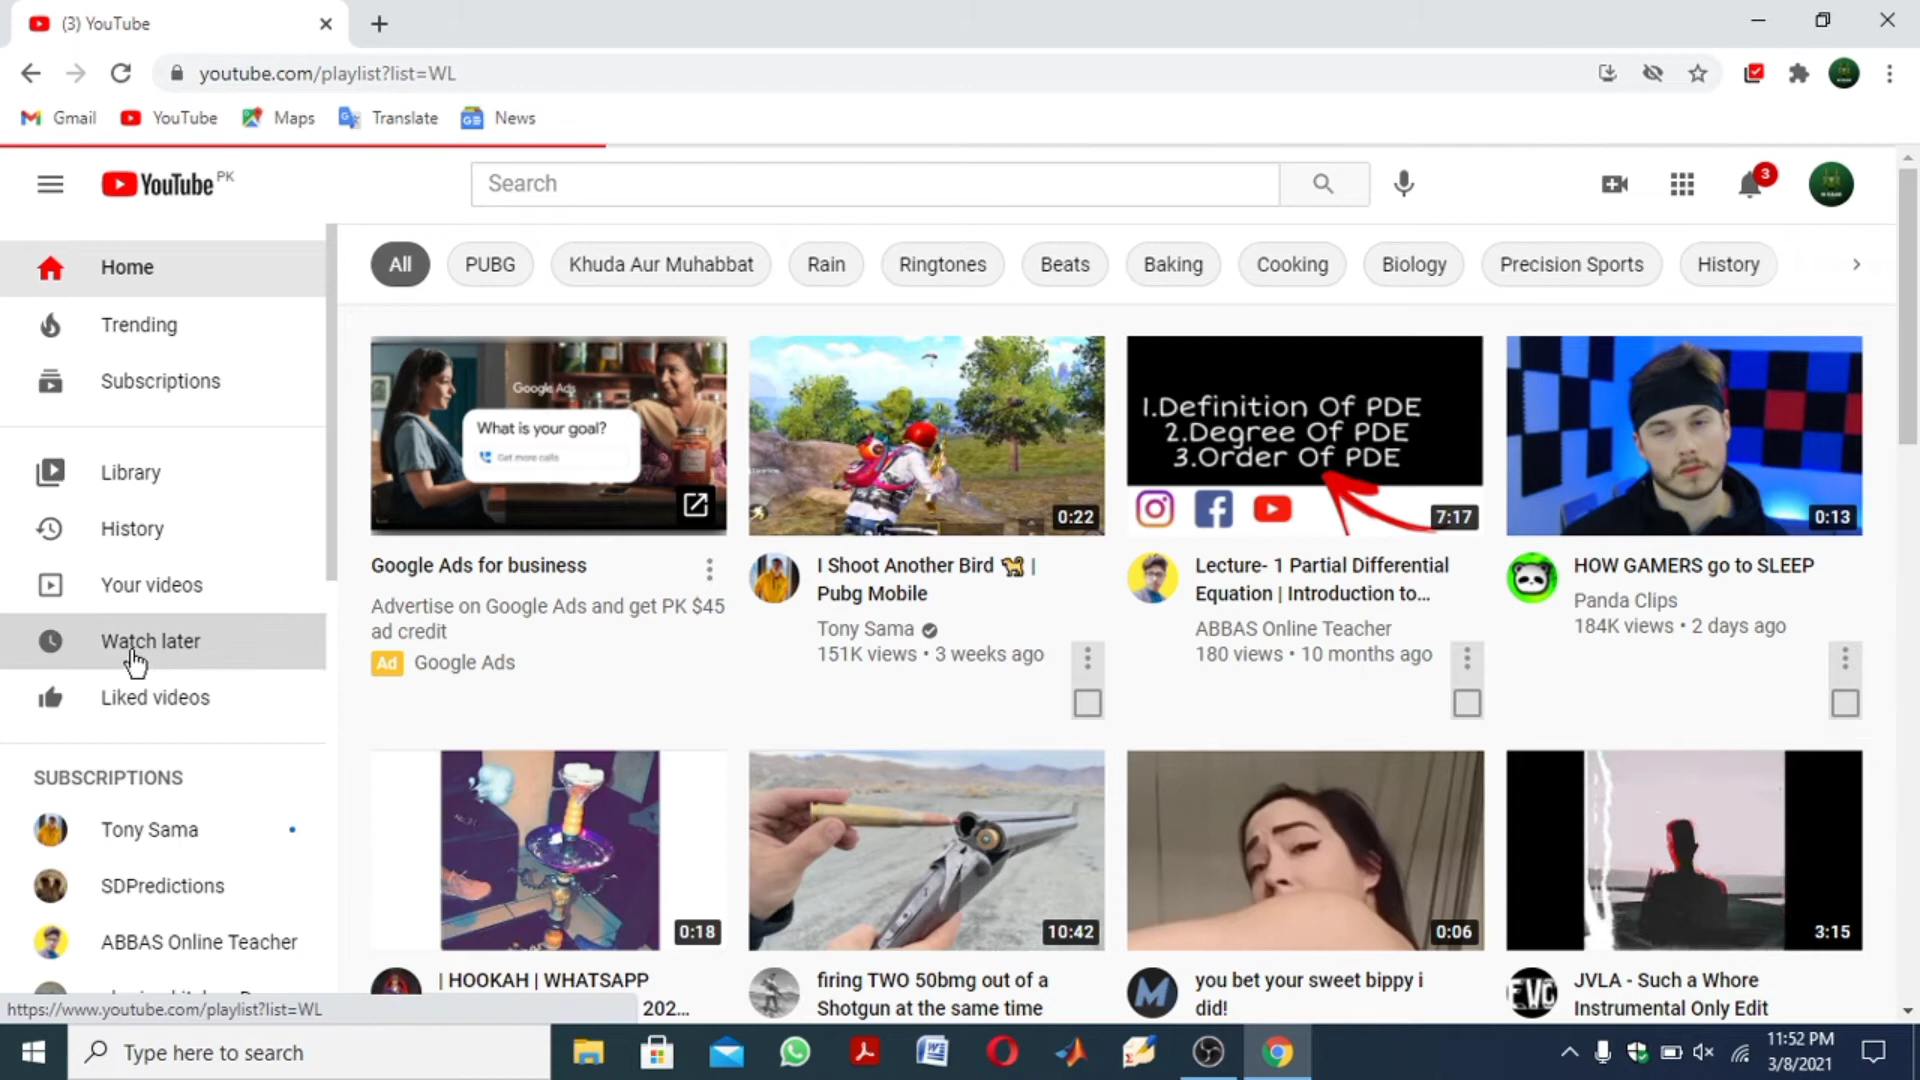 (3) YouTube
youtube.com/playlist?list=WL
Gmail YouTube Maps Translate News
YouTube PK
Search
3
Home
Trending
Subscriptions
Library
History
Your videos
Watch later
Liked videos
SUBSCRIPTIONS
Tony Sama
SDPredictions
ABBAS Online Teacher
All PUBG Khuda Aur Muhabbat Rain Ringtones Beats Baking Cooking Biology Precision Sports History
Google Ads
What is your goal?
Get more calls
Google Ads for business
Advertise on Google Ads and get PK $45
ad credit
Ad Google Ads
0:22
I Shoot Another Bird 🐆 |
Pubg Mobile
Tony Sama
151K views • 3 weeks ago
1.Definition Of PDE
2.Degree Of PDE
3.Order Of PDE
7:17
Lecture- 1 Partial Differential
Equation | Introduction to...
ABBAS Online Teacher
180 views • 10 months ago
0:13
HOW GAMERS go to SLEEP
Panda Clips
184K views • 2 days ago
0:18
| HOOKAH | WHATSAPP
202...
10:42
firing TWO 50bmg out of a
Shotgun at the same time
0:06
M
you bet your sweet bippy i
did!
3:15
EVC
JVLA - Such a Whore
Instrumental Only Edit
https://www.youtube.com/playlist?list=WL
Type here to search
11:52 PM
3/8/2021